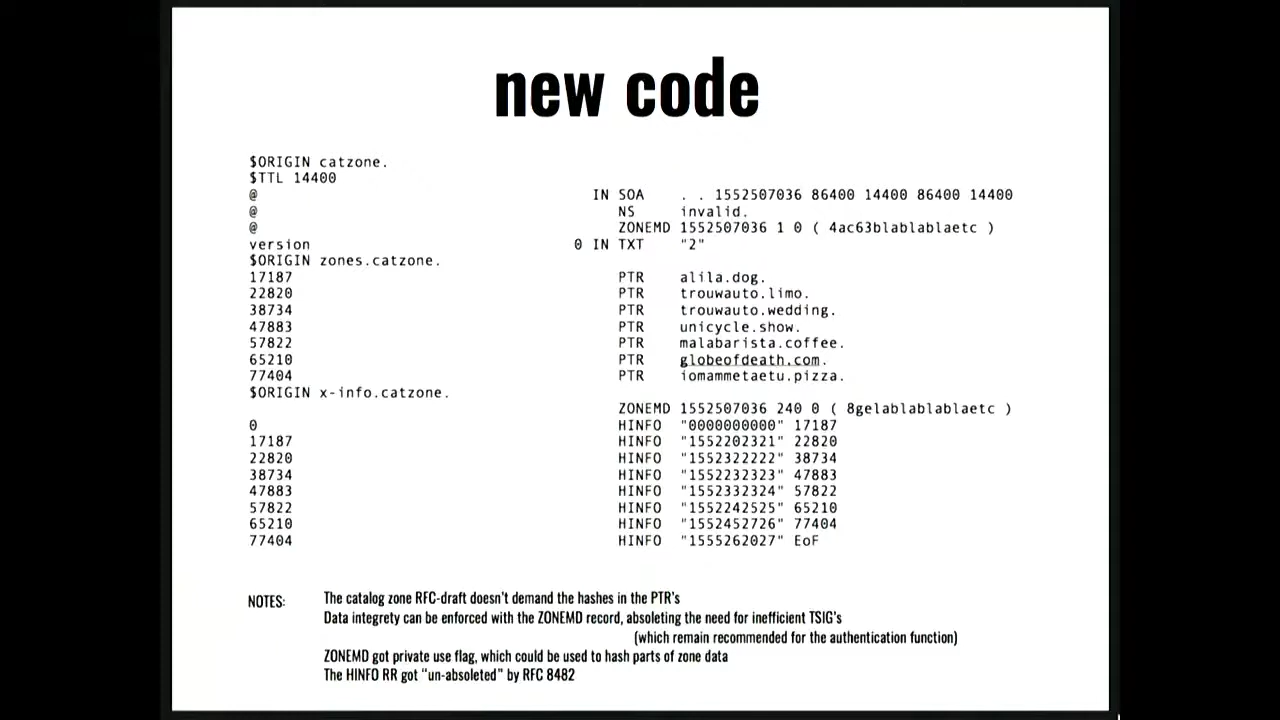 new code
$ORIGIN catzone.
$TTL 14400
@ IN SOA . . 1552507036 86400 14400 86400 14400
@ NS invalid.
@ ZONEMD 1552507036 1 0 ( 4ac63blablablaetc )
version 0 IN TXT "2"
$ORIGIN zones.catzone.
17187 PTR alila.dog.
22820 PTR trouwauto.limo.
38734 PTR trouwauto.wedding.
47883 PTR unicycle.show.
57822 PTR malabarista.coffee.
65210 PTR globeofdeath.com.
77404 PTR iomammetaetu.pizza.
$ORIGIN x-info.catzone.
ZONEMD 1552507036 240 0 ( 8gelablablablaetc )
0 HINFO "0000000000" 17187
17187 HINFO "1552202321" 22820
22820 HINFO "1552322222" 38734
38734 HINFO "1552232323" 47883
47883 HINFO "1552332324" 57822
57822 HINFO "1552242525" 65210
65210 HINFO "1552452726" 77404
77404 HINFO "1555262027" EoF
NOTES: The catalog zone RFC-draft doesn't demand the hashes in the PTR's
Data integrety can be enforced with the ZONEMD record, absoleting the need for inefficient TSIG's
(which remain recommended for the authentication function)
ZONEMD got private use flag, which could be used to hash parts of zone data
The HINFO RR got "un-absoleted" by RFC 8482